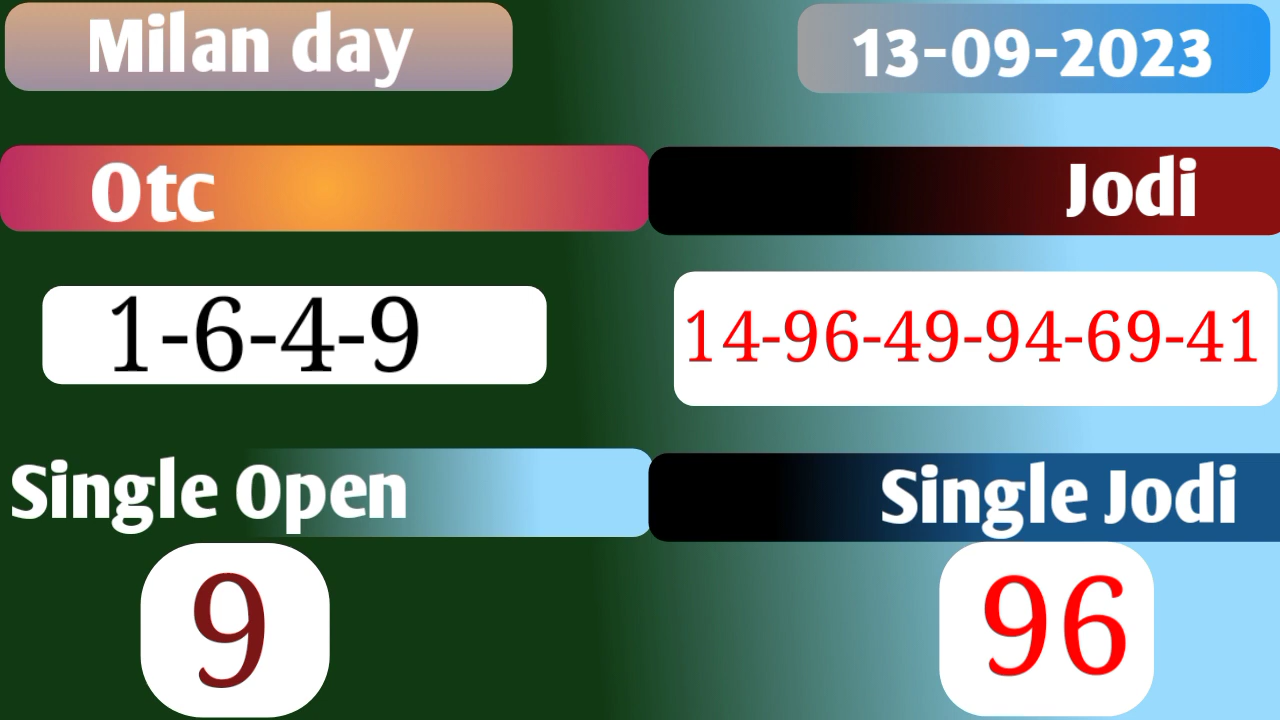 Milan day
13-09-2023
Otc
Jodi
1-6-4-9
14-96-49-94-69-41
Single Open
Single Jodi
9
96